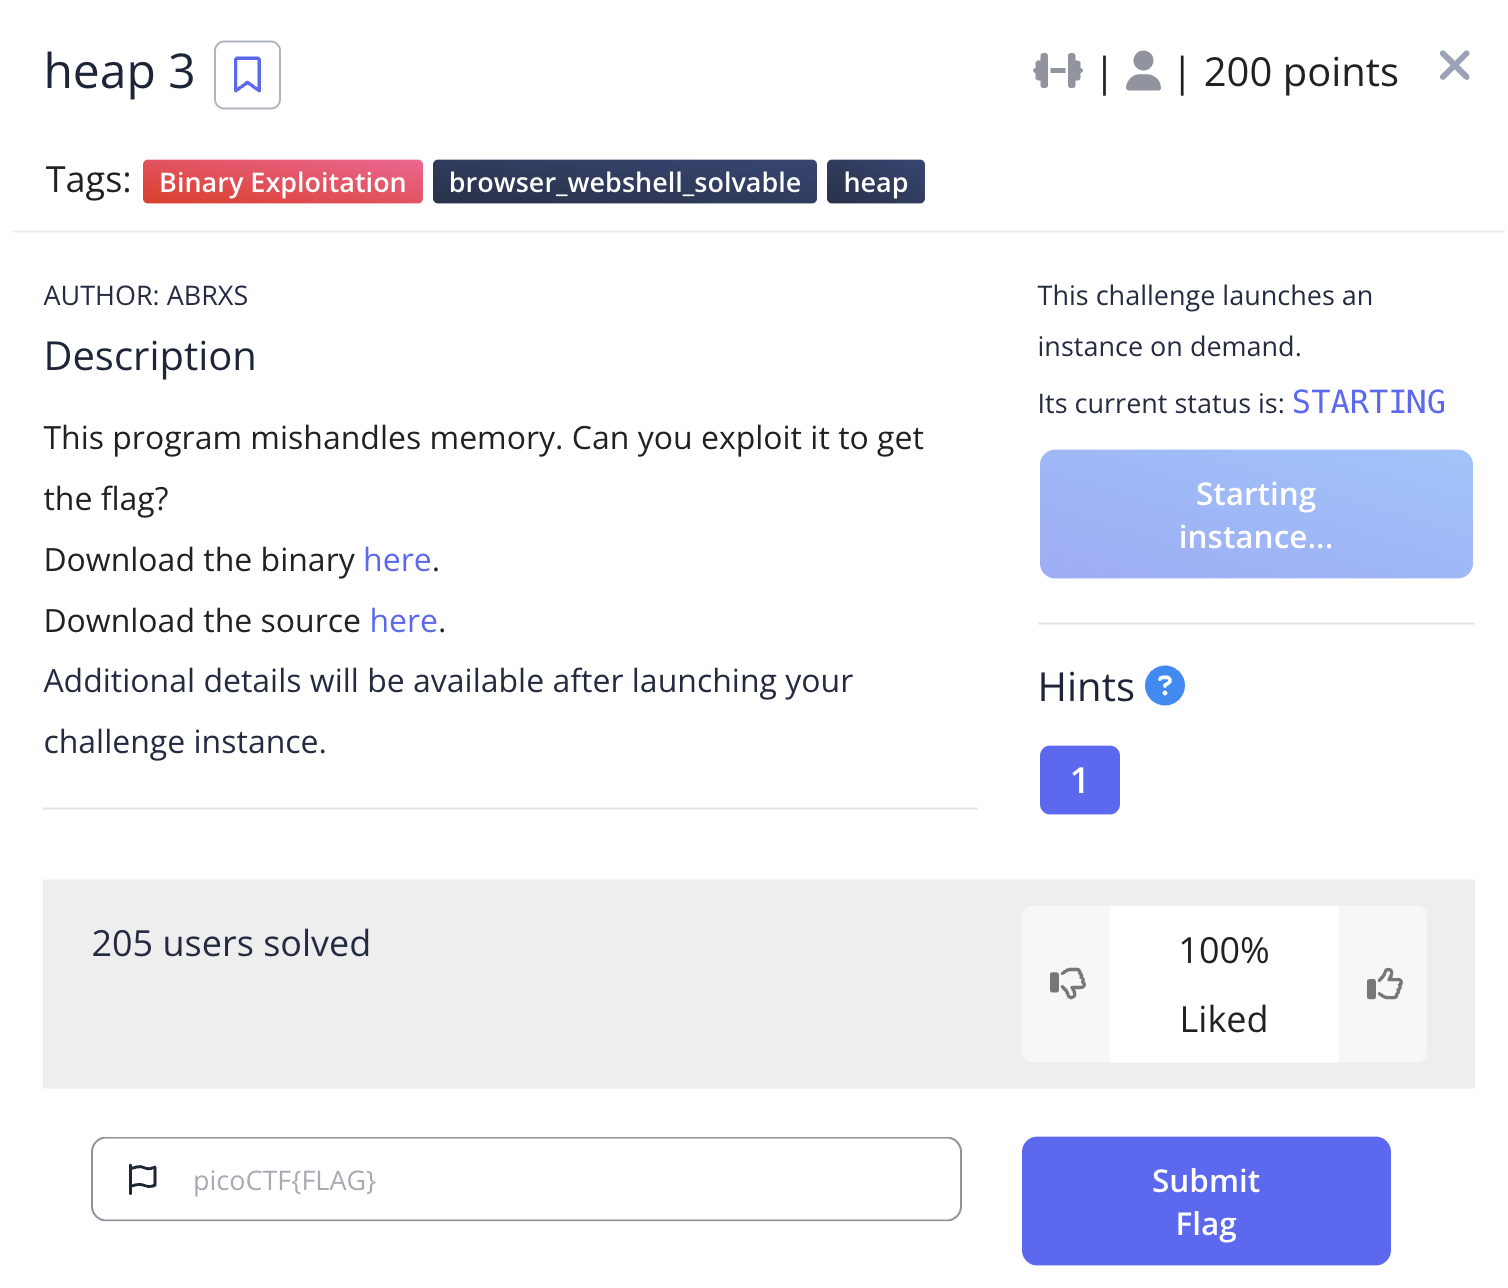 heap 3
| | 200 points
Tags: Binary Exploitation browser_webshell_solvable heap
AUTHOR: ABRXS
Description
This program mishandles memory. Can you exploit it to get
the flag?
Download the binary here.
Download the source here.
Additional details will be available after launching your
challenge instance.
This challenge launches an
instance on demand.
Its current status is: STARTING
Starting
instance...
Hints ?
1
205 users solved
100%
Liked
picoCTF{FLAG}
Submit
Flag